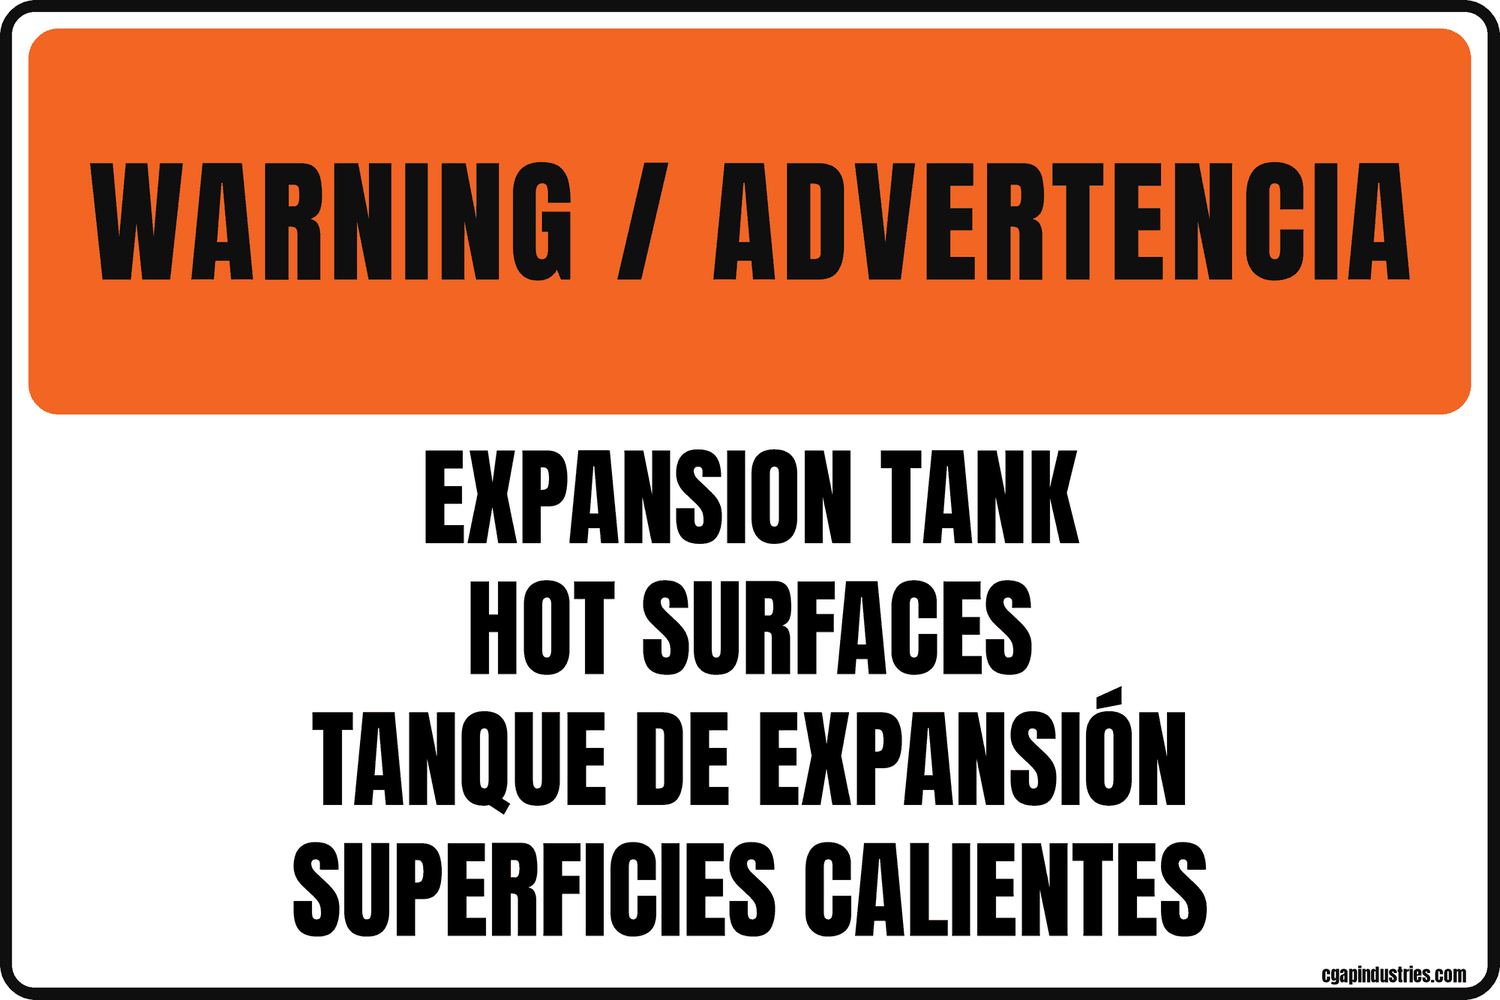 WARNING / ADVERTENCIA
EXPANSION TANK
HOT SURFACES
TANQUE DE EXPANSIÓN
SUPERFICIES CALIENTES
cgapindustries.com